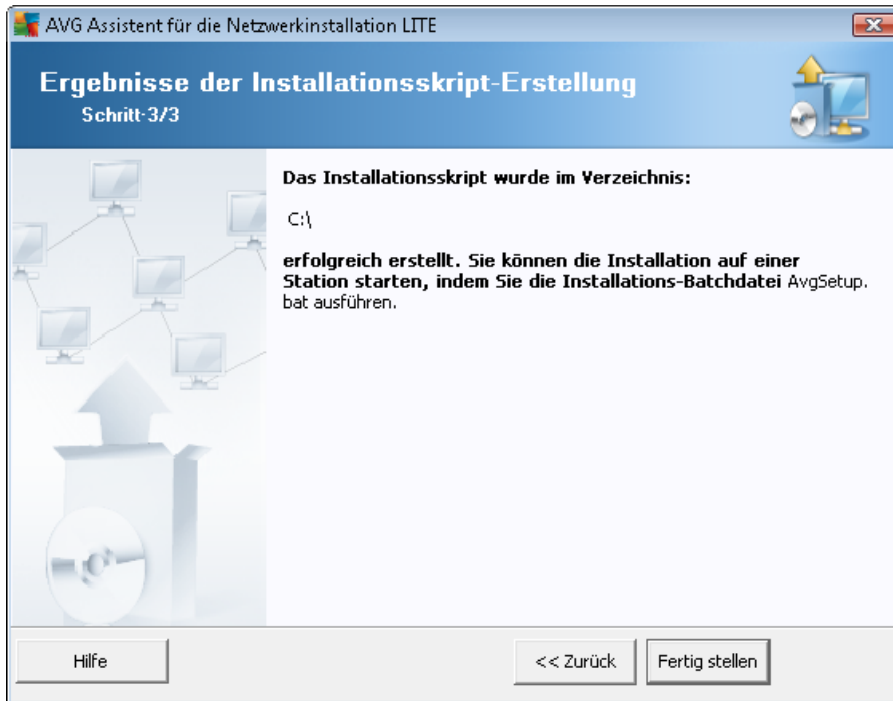 AVG Assistent für die Netzwerkinstallation LITE
Ergebnisse der Installationsskript-Erstellung
Schritt-3/3
Das Installationsskript wurde im Verzeichnis:
C:\
erfolgreich erstellt. Sie können die Installation auf einer
Station starten, indem Sie die Installations-Batchdatei AvgSetup.
bat ausführen.
Hilfe
<< Zurück
Fertig stellen